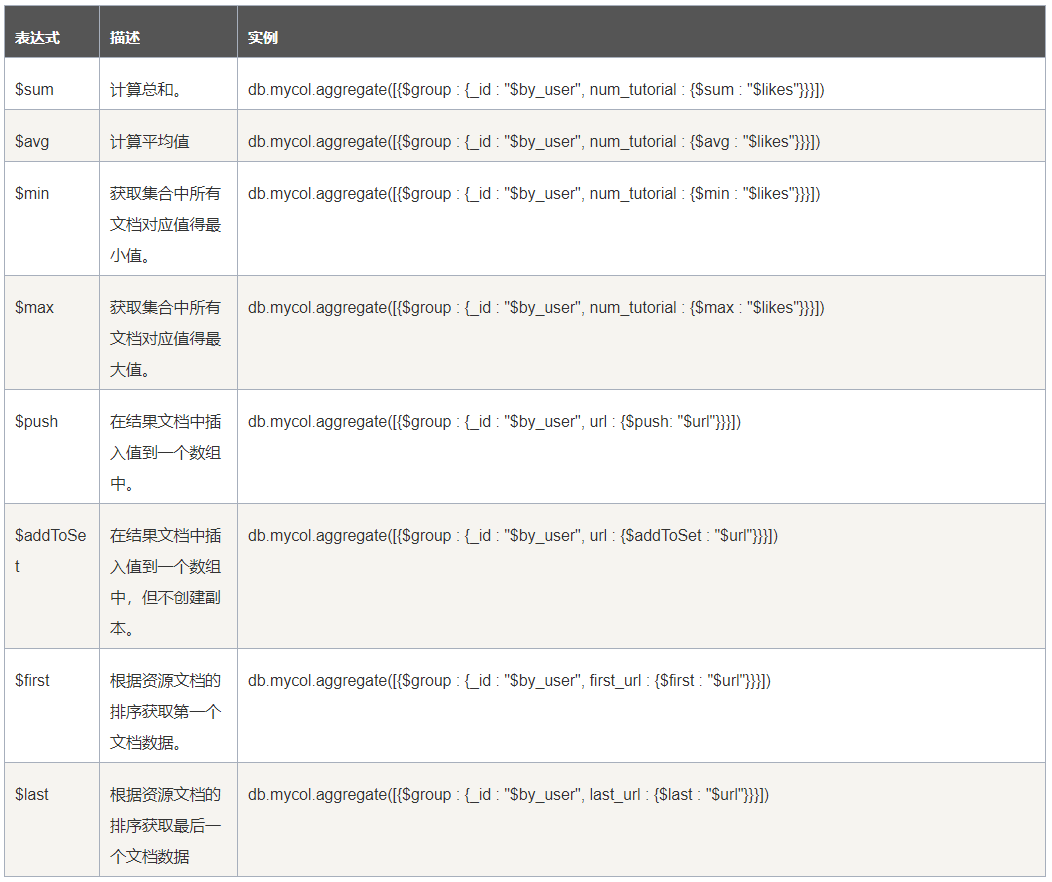 表达式 描述 实例
$sum 计算总和。 db.mycol.aggregate([{$group : {_id : "$by_user", num_tutorial : {$sum : "$likes"}}}])
$avg 计算平均值 db.mycol.aggregate([{$group : {_id : "$by_user", num_tutorial : {$avg : "$likes"}}}])
$min 获取集合中所有 db.mycol.aggregate([{$group : {_id : "$by_user", num_tutorial : {$min : "$likes"}}}])
文档对应值得最
小值。
$max 获取集合中所有 db.mycol.aggregate([{$group : {_id : "$by_user", num_tutorial : {$max : "$likes"}}}])
文档对应值得最
大值。
$push 在结果文档中插 db.mycol.aggregate([{$group : {_id : "$by_user", url : {$push: "$url"}}}])
入值到一个数组
中。
$addToSe 在结果文档中插 db.mycol.aggregate([{$group : {_id : "$by_user", url : {$addToSet : "$url"}}}])
t 入值到一个数组
中，但不创建副
本。
$first 根据资源文档的 db.mycol.aggregate([{$group : {_id : "$by_user", first_url : {$first : "$url"}}}])
排序获取第一个
文档数据。
$last 根据资源文档的 db.mycol.aggregate([{$group : {_id : "$by_user", last_url : {$last : "$url"}}}])
排序获取最后一
个文档数据